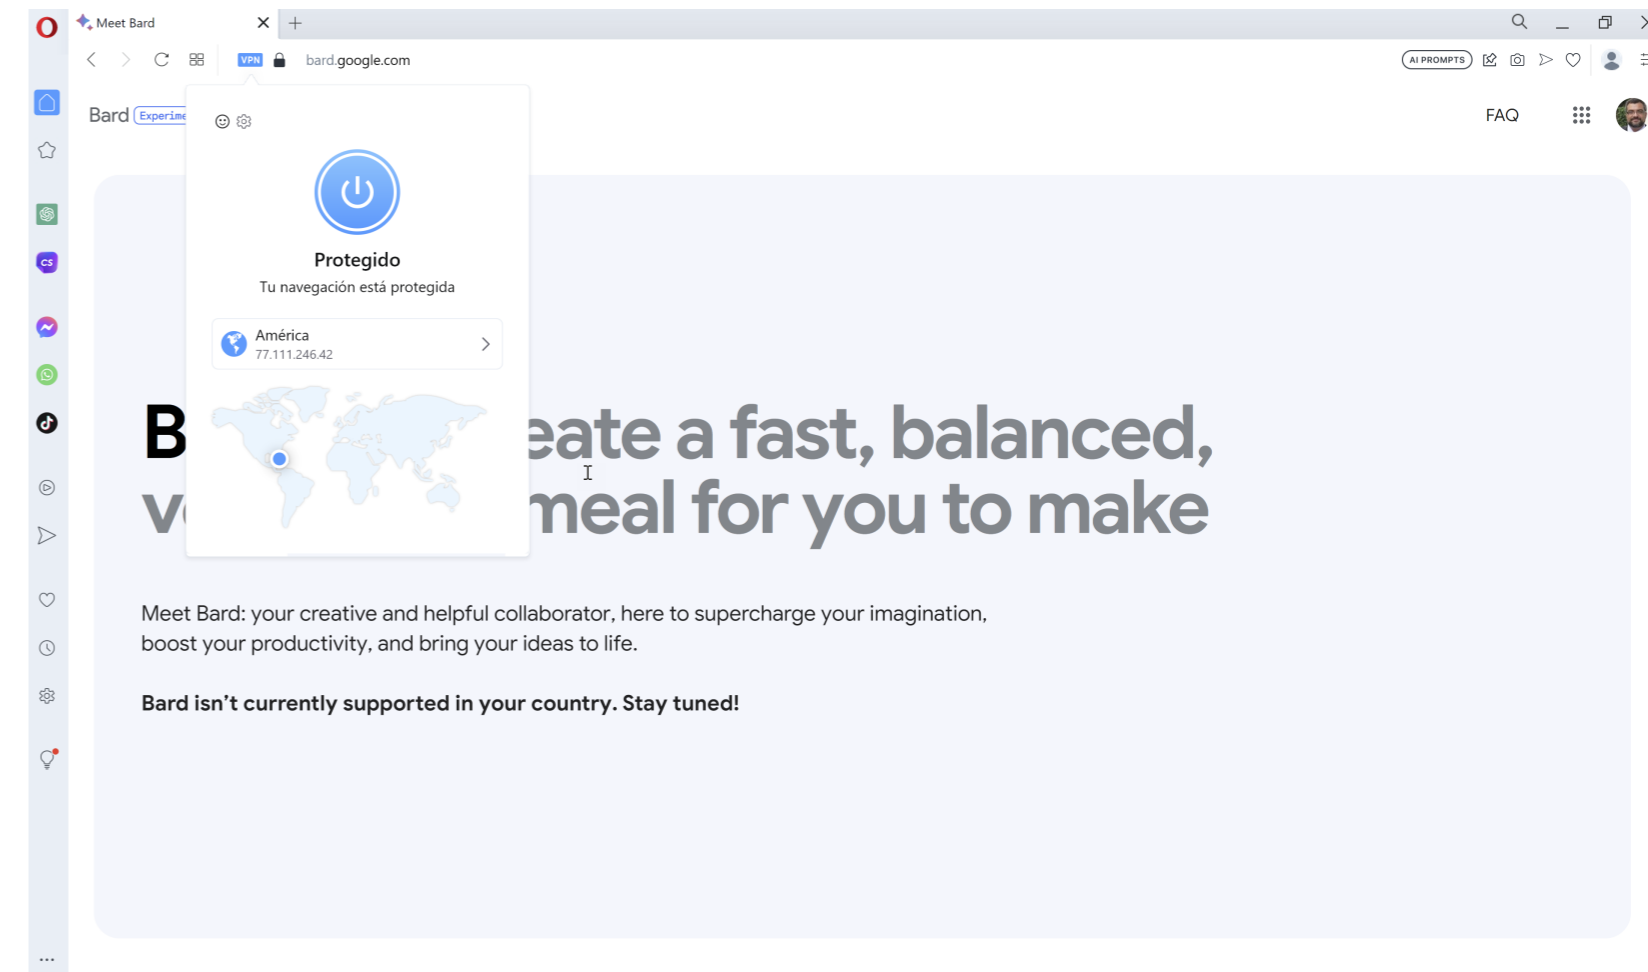 Meet Bard
VPN
bard.google.com
AI PROMPTS
Bard
FAQ
Protegido
Tu navegación está protegida
América
77.111.246.42
CS
eate a fast, balanced,
meal for you to make
Meet Bard: your creative and helpful collaborator, here to supercharge your imagination,
boost your productivity, and bring your ideas to life.
Bard isn’t currently supported in your country. Stay tuned!